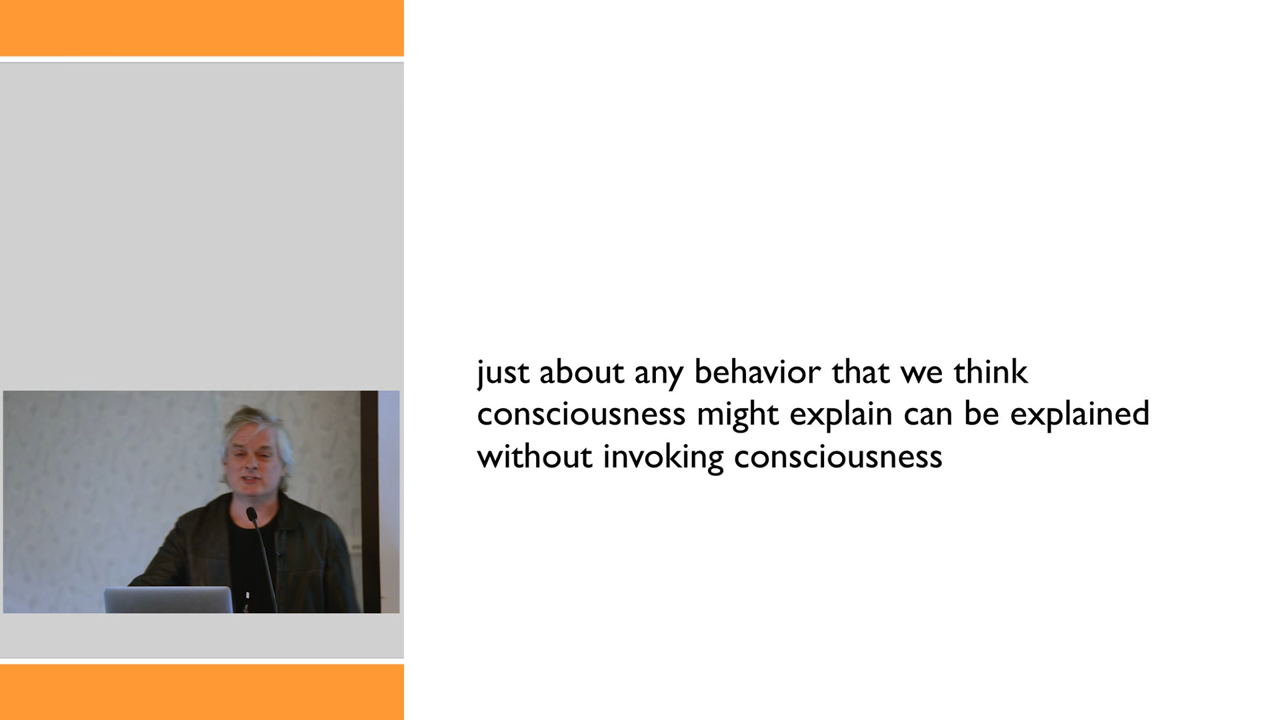 just about any behavior that we think
consciousness might explain can be explained
without invoking consciousness